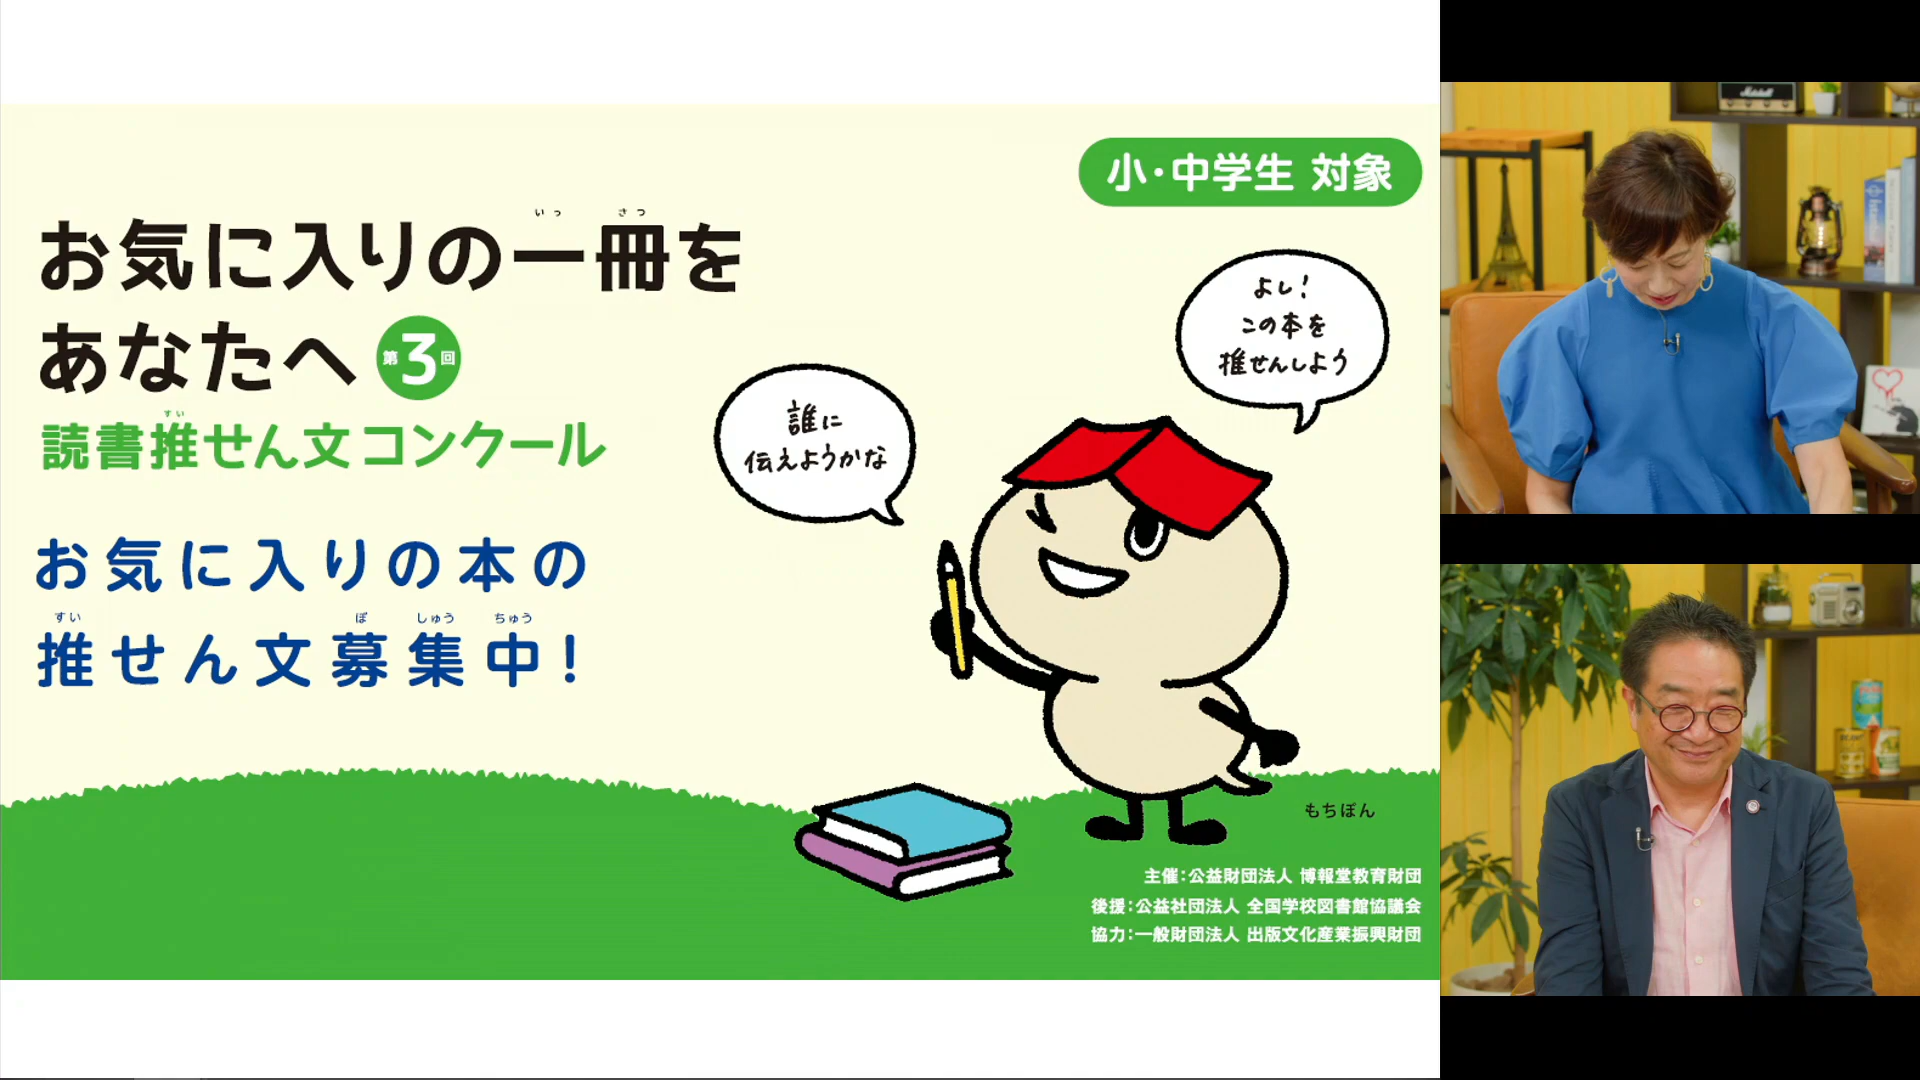 小・中学生 対象
いっ さつ
お気に入りの一冊を
あなたへ 第3回
すい
読書推せん文コンクール
お気に入りの本の
すい ぼ しゅう ちゅう
推せん文募集中!
誰に
伝えようかな
よし!
この本を
推せんしよう
もちぽん
主催:公益財団法人 博報堂教育財団
後援:公益社団法人 全国学校図書館協議会
協力:一般財団法人 出版文化産業振興財団
Marshall